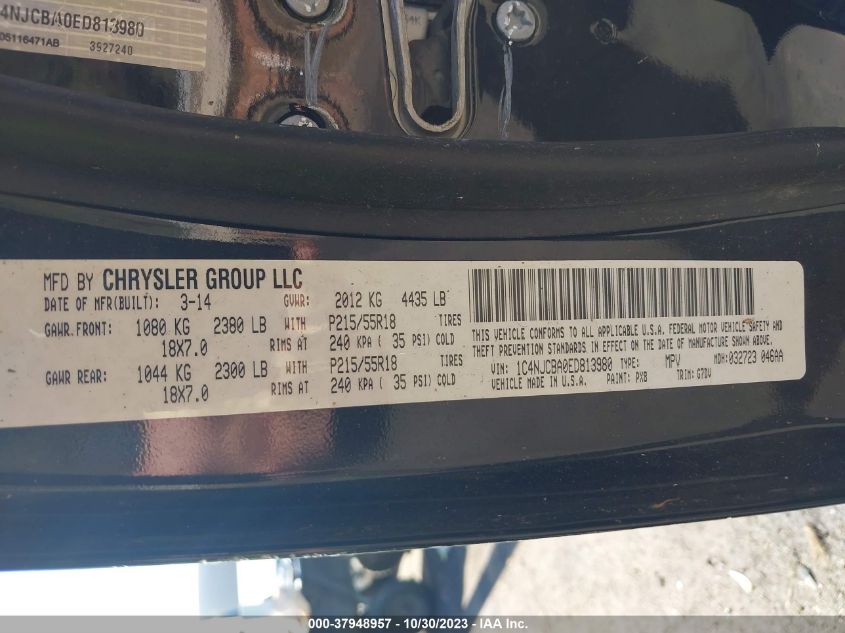 4NJCBA0ED813980
05116471AB 3927240
MFD BY CHRYSLER GROUP LLC
DATE OF MFR(BUILT): 3-14 GVWR: 2012 KG 4435 LB
GAWR.FRONT: 1080 KG 2380 LB WITH P215/55R18 TIRES
18X7.0 RIMS AT 240 KPA ( 35 PSI) COLD
GAWR REAR: 1044 KG 2300 LB WITH P215/55R18 TIRES
18X7.0 RIMS AT 240 KPA ( 35 PSI) COLD
THIS VEHICLE CONFORMS TO ALL APPLICABLE U.S.A. FEDERAL MOTOR VEHICLE SAFETY AND
THEFT PREVENTION STANDARDS IN EFFECT ON THE DATE OF MANUFACTURE SHOWN ABOVE.
VIN: 1C4NJCBA0ED813980 TYPE: MPV MDH: 032723 046AA
VEHICLE MADE IN U.S.A. PAINT: PXB TRIM: G7DV
000-37948957 - 10/30/2023 - IAA Inc.